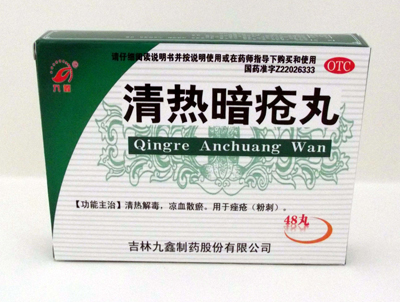 请仔细阅读说明书并按说明使用或在药师指导下购买和使用
国药准字Z22026333
OTC
九鑫
清热暗疮丸
Qingre Anchuang Wan
【功能主治】清热解毒，凉血散瘀。用于痤疮（粉刺）。
48丸
吉林九鑫制药股份有限公司